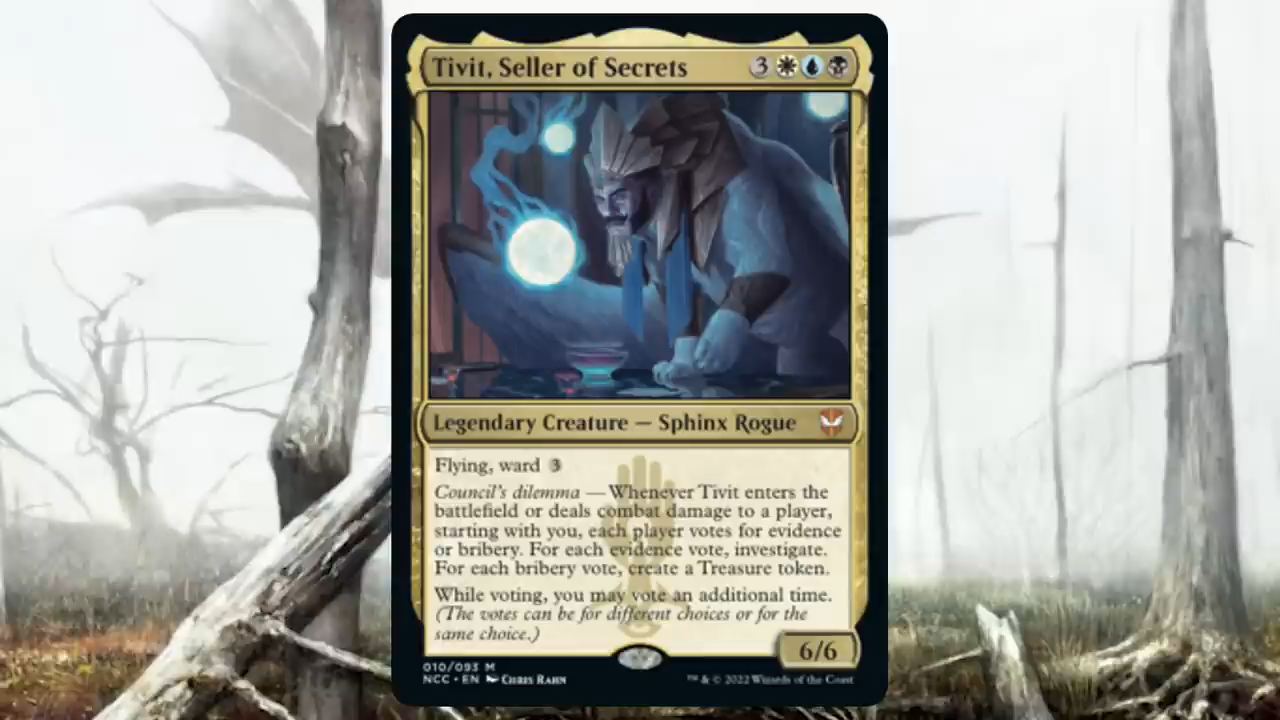 Tivit, Seller of Secrets 3
Legendary Creature — Sphinx Rogue
Flying, ward 3
Council's dilemma — Whenever Tivit enters the
battlefield or deals combat damage to a player,
starting with you, each player votes for evidence
or bribery. For each evidence vote, investigate.
For each bribery vote, create a Treasure token.
While voting, you may vote an additional time.
(The votes can be for different choices or for the
same choice.)
6/6
010/093 M
NCC • EN Chris Rahn
™ & © 2022 Wizards of the Coast